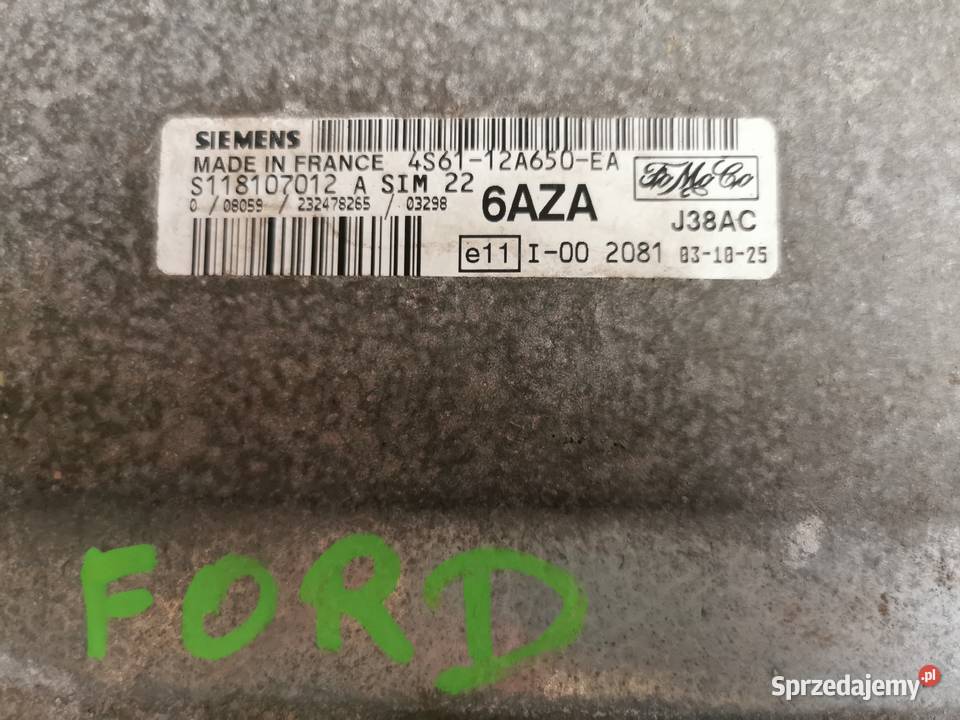 SIEMENS
MADE IN FRANCE 4S61-12A650-EA
FoMoCo
S118107012 A SIM 22
0 / 08059 / 232478265 / 03298
6AZA
J38AC
e11 I-00 2081 03-10-25
FORD
Sprzedajemy.pl